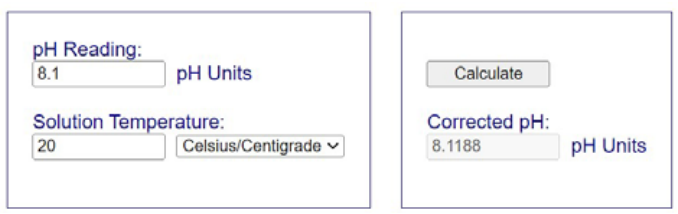 pH Reading:
8.1 pH Units
Solution Temperature:
20 Celsius/Centigrade
Calculate
Corrected pH:
8.1188 pH Units